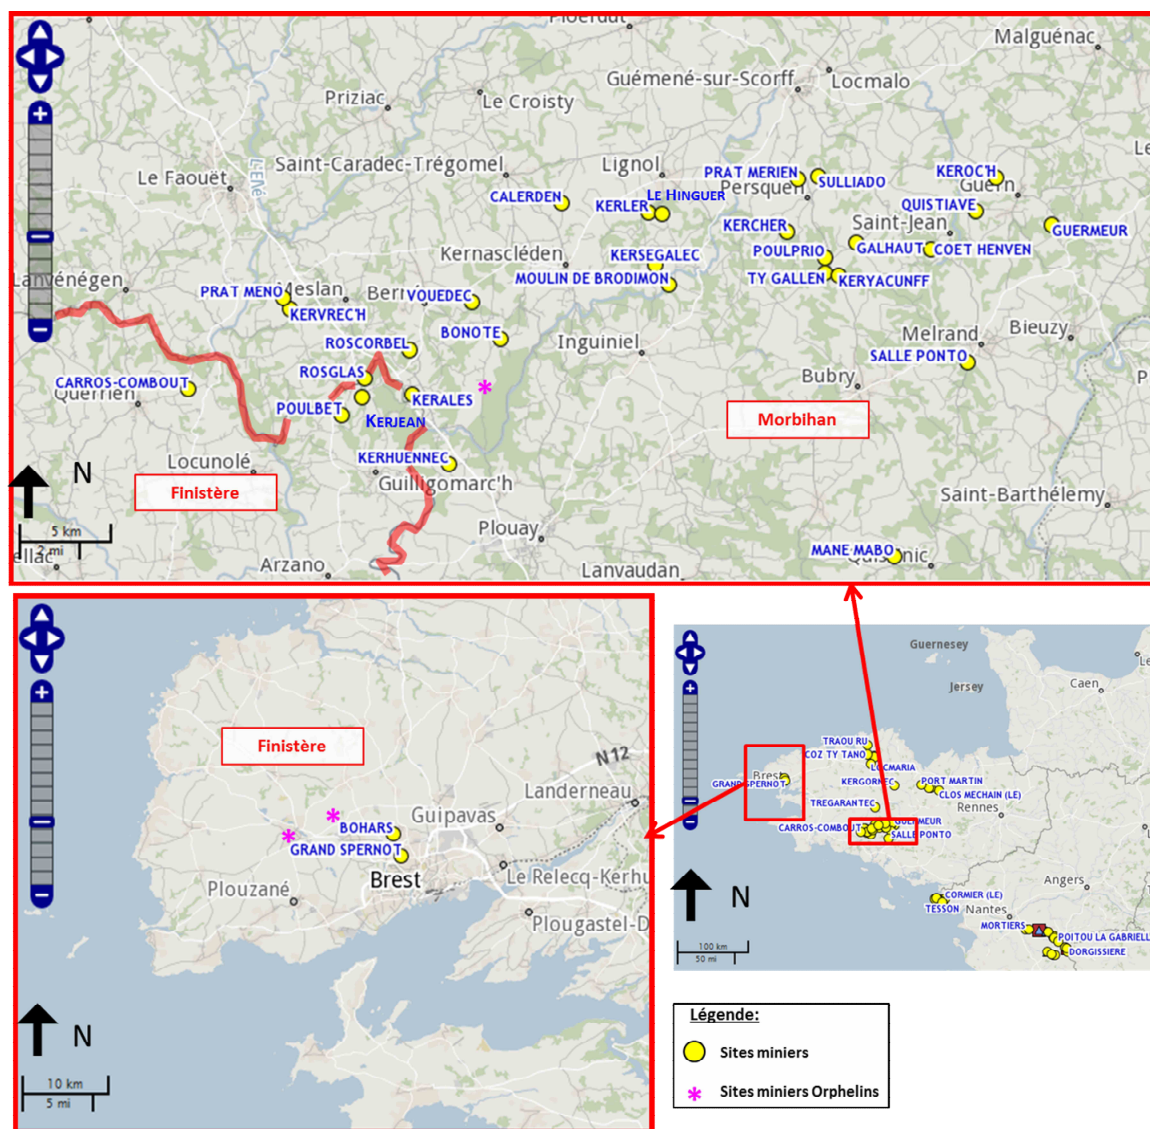 Ploerdut
Malguénac
Guémené-sur-Scorff
Locmalo
Priziac
Le Croisty
Le Faouët
L'Ellé
Saint-Caradec-Trégomel
Lignol
PRAT MERIEN
Persquen
SULLIADO
KEROC'H
Guern
CALERDEN
KERLER
LE HINGUER
QUISTIAVE
KERCHER
Saint-Jean
GUERMEUR
Kernascléden
KERSEGALEC
POULPRIO
GALHAUT
COET HENVEN
MOULIN DE BRODIMON
TY GALLEN
KERYACUNFF
Lanvénégen
PRAT MENO
Meslan
Berné
VOUEDEC
KERVREC'H
BONOTE
Inguiniel
Melrand
Bieuzy
ROSCORBEL
SALLE PONTO
ROSGLAS
Bubry
CARROS-COMBOUT
Querrien
KERALES
POULBET
KERJEAN
Morbihan
Locunolé
KERHUENNEC
Guilligomarc'h
N
Finistère
Saint-Barthélemy
5 km
2 mi
Plouay
MANE MABO
Quistinic
Arzano
Lanvaudan
Finistère
N 12
Landerneau
Guipavas
BOHARS
GRAND SPERNOT
Brest
Le Relecq-Kerhu
Plouzané
Plougastel-D
N
10 km
5 mi
Guernesey
Jersey
Caen
TRAOU RU
COZ TY TANO
LOCMARIA
Brest
GRAND SPERNOT
KERGORNEC
PORT MARTIN
CLOS MECHAIN (LE)
TREGARANTEC
Rennes
CARROS-COMBOUT
GUERMEUR
SALLE PONTO
N
Angers
CORMIER (LE)
TESSON
Nantes
MORTIERS
POITOU LA GABRIELL
DORGISSIERE
100 km
50 mi
Légende:
Sites miniers
Sites miniers Orphelins